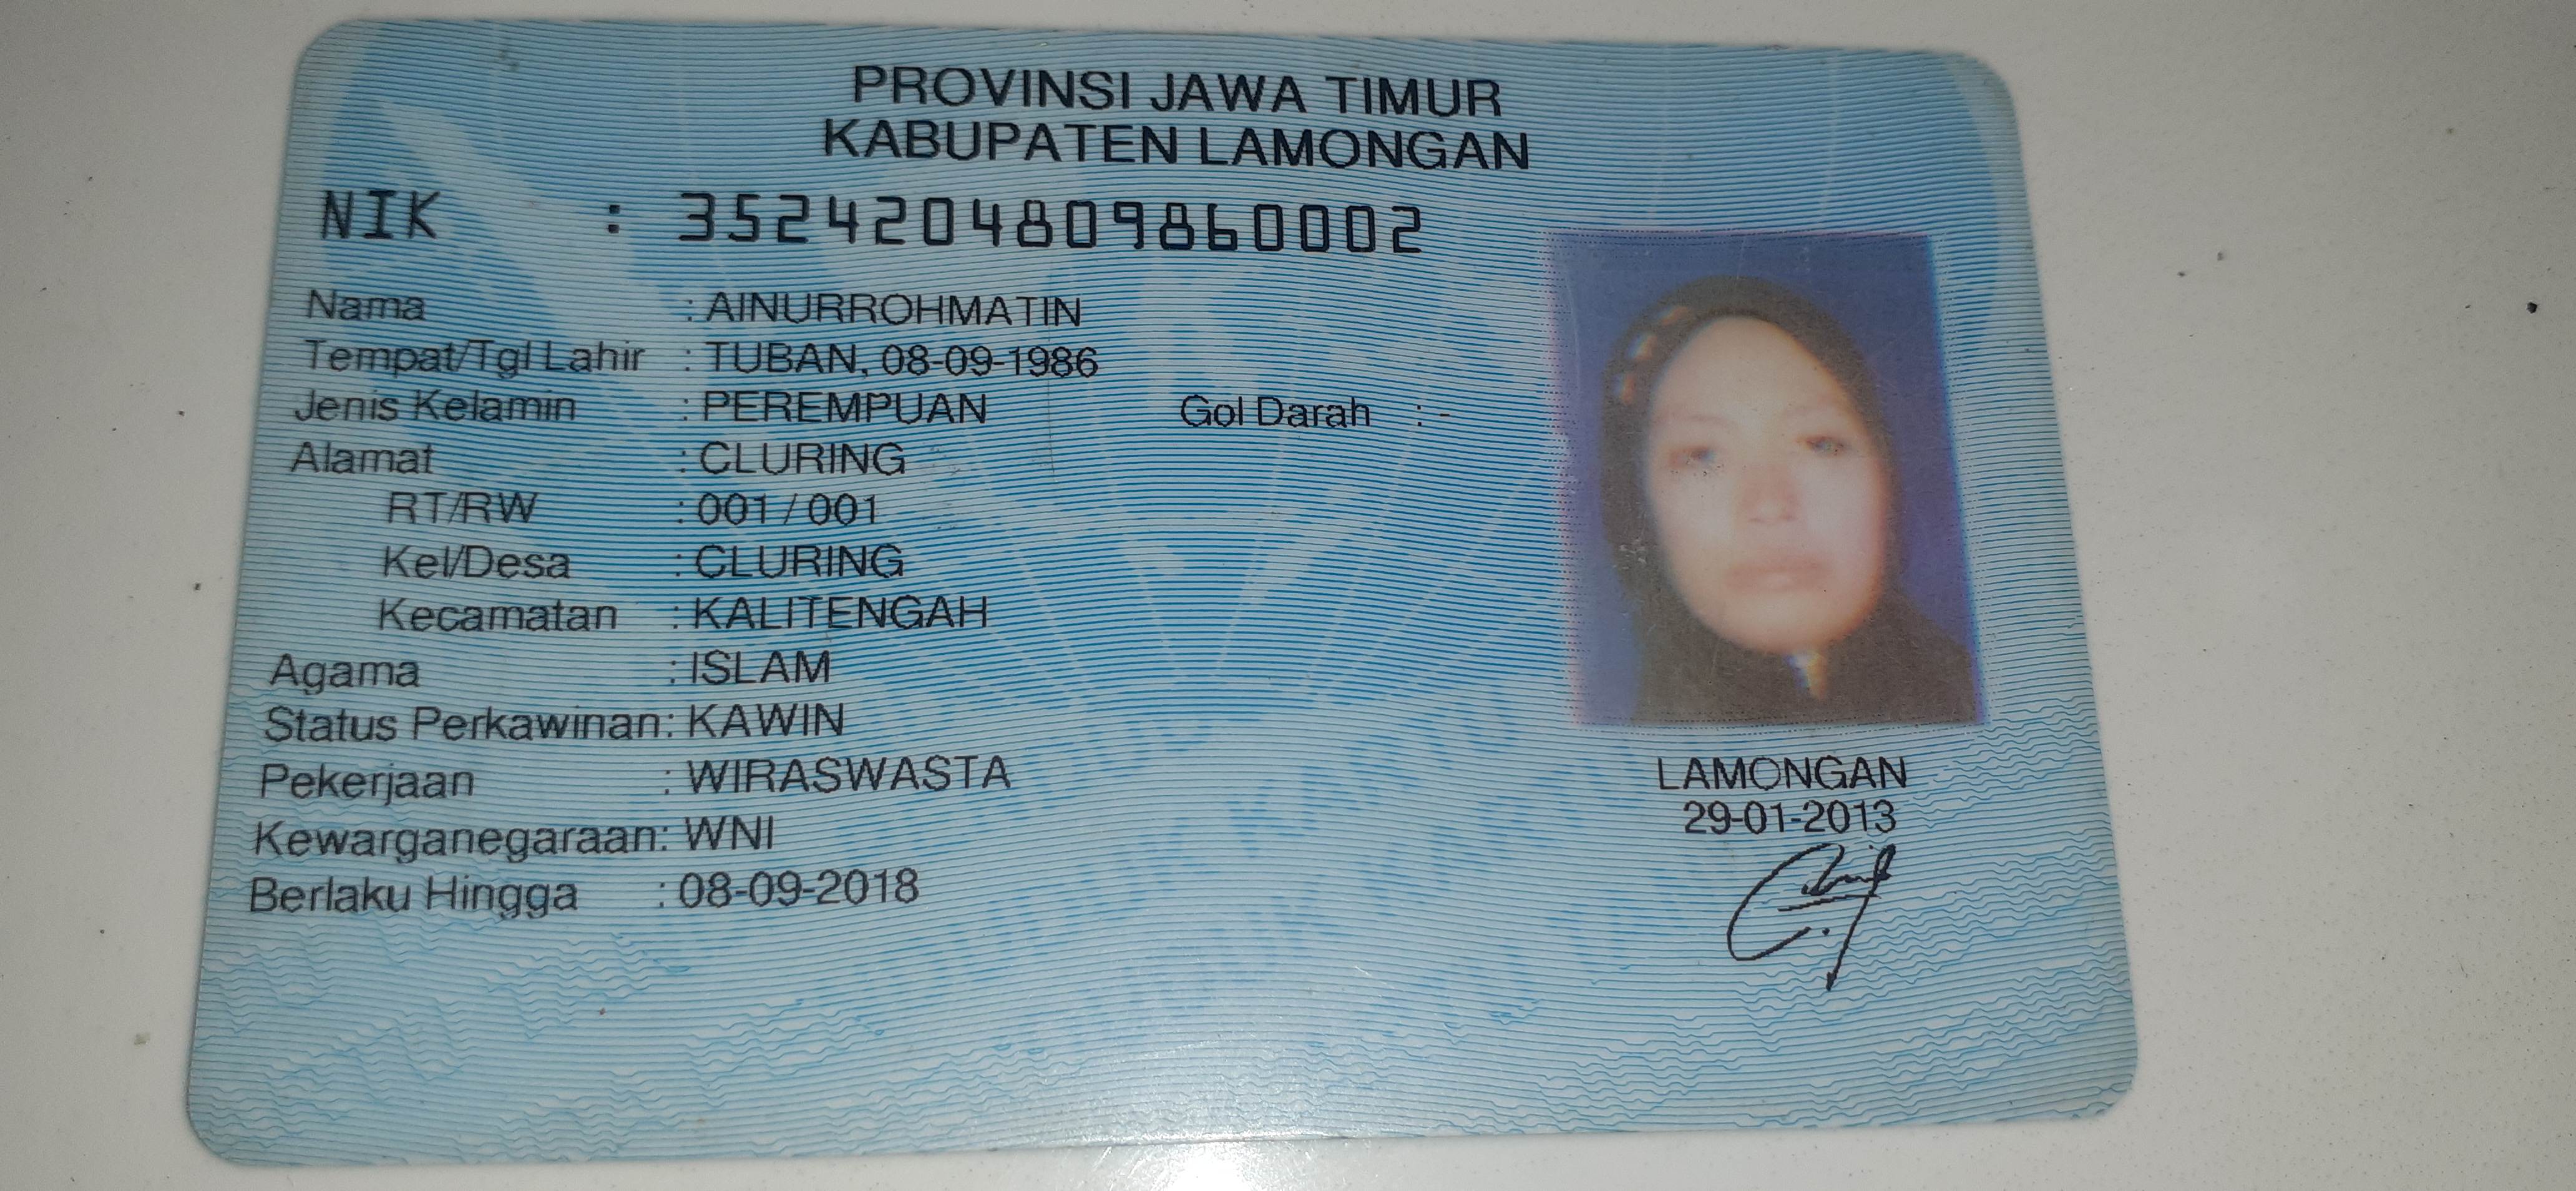 PROVINSI JAWA TIMUR
KABUPATEN LAMONGAN
NIK : 3524204809860002
Nama : AINURROHMATIN
Tempat/Tgl Lahir : TUBAN, 08-09-1986
Jenis Kelamin : PEREMPUAN Gol Darah : -
Alamat : CLURING
RT/RW : 001 / 001
Kel/Desa : CLURING
Kecamatan : KALITENGAH
Agama : ISLAM
Status Perkawinan: KAWIN
Pekerjaan : WIRASWASTA
Kewarganegaraan: WNI
Berlaku Hingga : 08-09-2018
LAMONGAN
29-01-2013